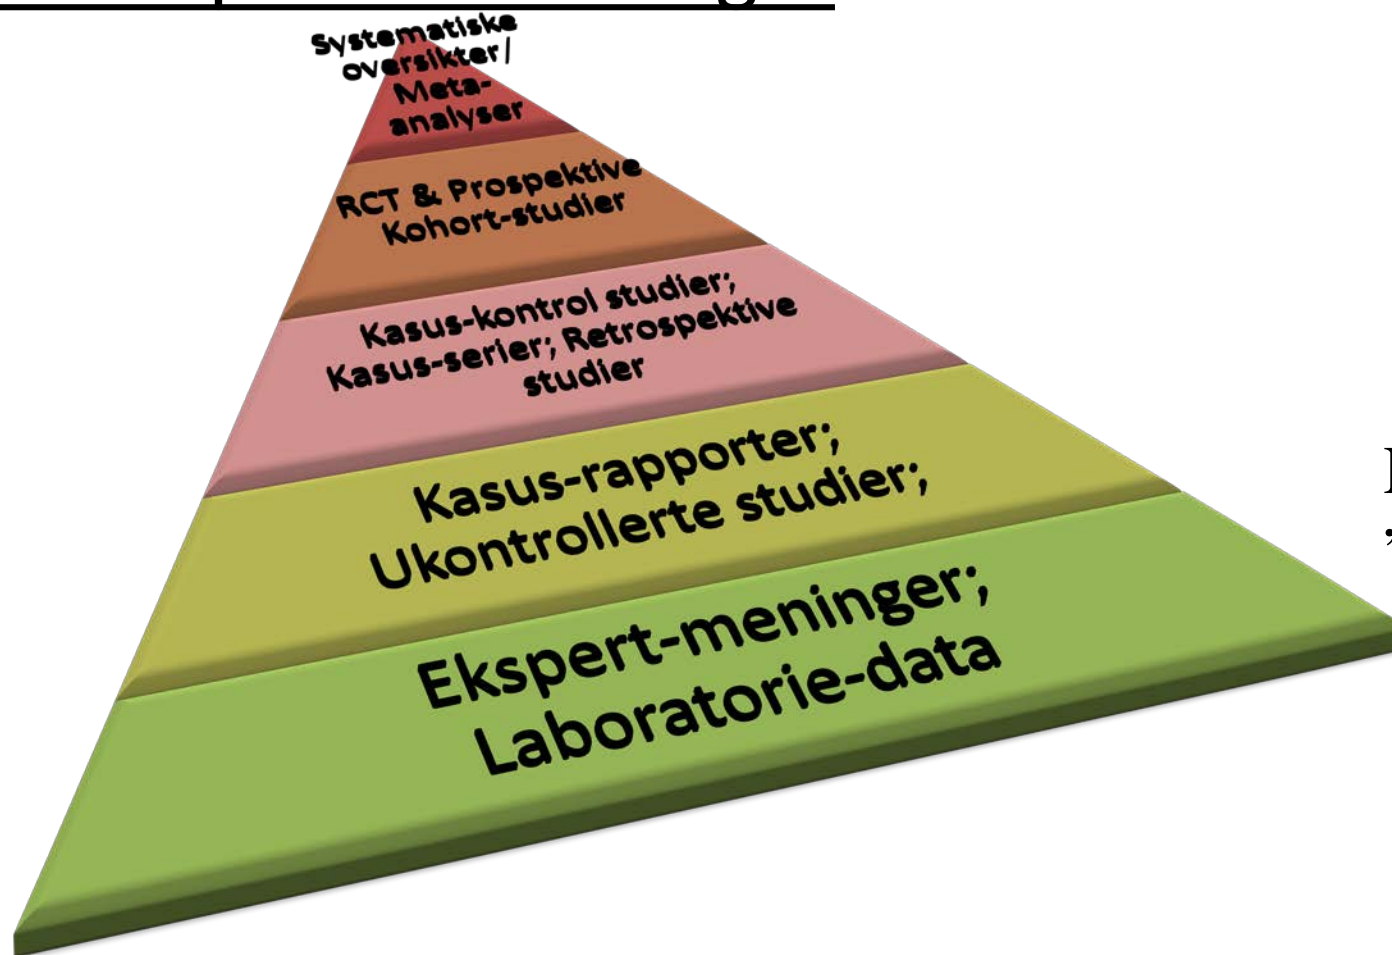 Systematiske
oversikter/
Meta-
analyser
RCT & Prospektive
Kohort-studier
Kasus-kontrol studier;
Kasus-serier; Retrospektive
studier
Kasus-rapporter;
Ukontrollerte studier;
Ekspert-meninger;
Laboratorie-data